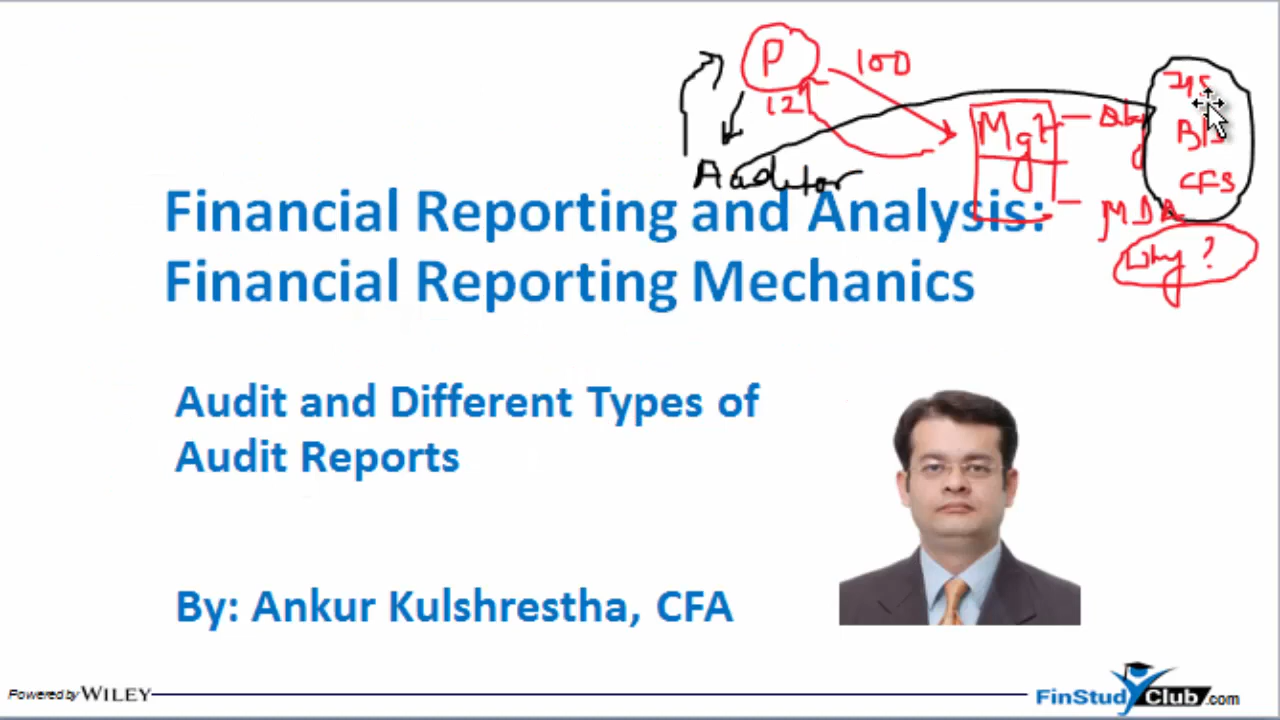 P
100
12
Mgt
I/S
B/S
CFS
MDA
Why ?
Auditor
Financial Reporting and Analysis:
Financial Reporting Mechanics
Audit and Different Types of
Audit Reports
By: Ankur Kulshrestha, CFA
Powered by WILEY
FinStudyClub.com